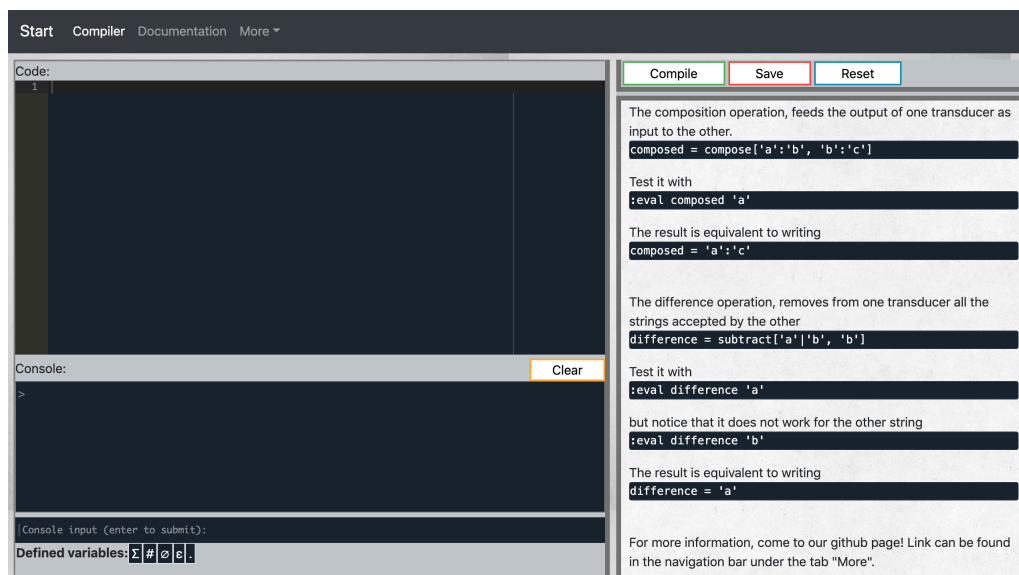 Start Compiler Documentation More
Code:
1
Console:
Clear
>
Console input (enter to submit):
Defined variables: Σ # ∅ ε .
Compile Save Reset
The composition operation, feeds the output of one transducer as
input to the other.
composed = compose['a':'b', 'b':'c']
Test it with
:eval composed 'a'
The result is equivalent to writing
composed = 'a':'c'
The difference operation, removes from one transducer all the
strings accepted by the other
difference = subtract['a'|'b', 'b']
Test it with
:eval difference 'a'
but notice that it does not work for the other string
:eval difference 'b'
The result is equivalent to writing
difference = 'a'
For more information, come to our github page! Link can be found
in the navigation bar under the tab "More".